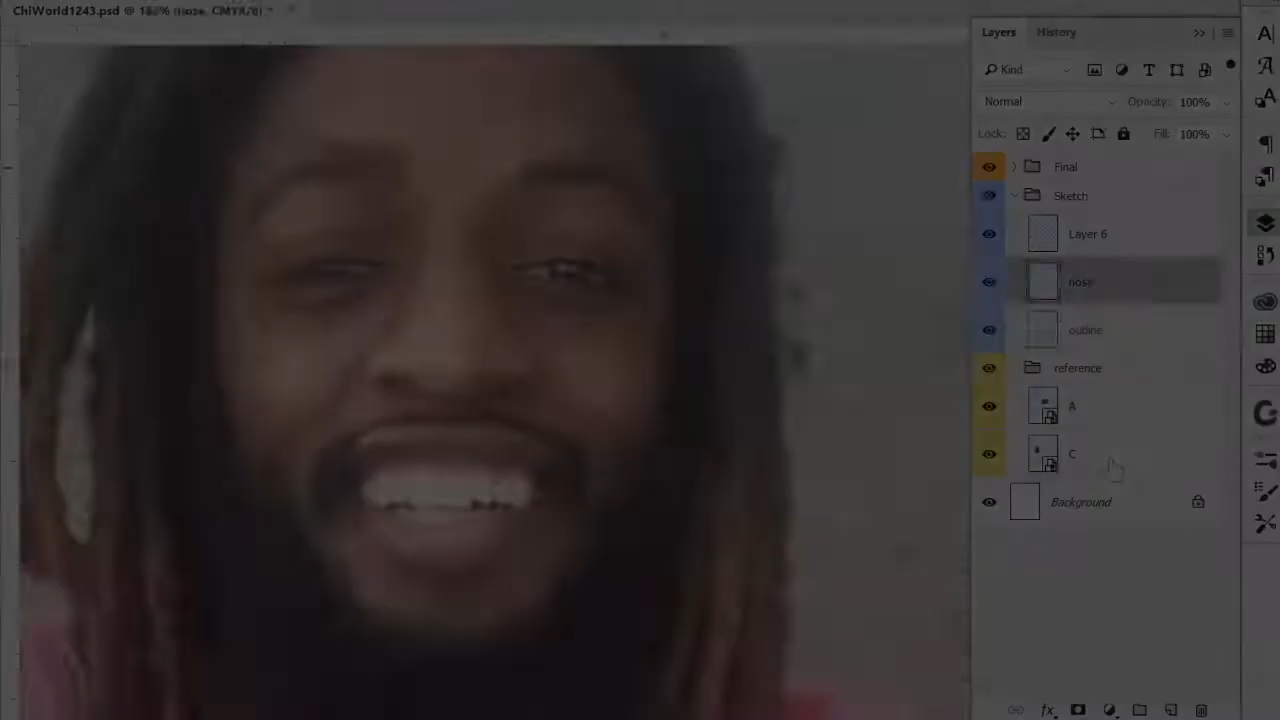 ChiWorld1243.psd @
Layers History
Kind
Normal Opacity: 100%
Lock: Fill: 100%
Final
Sketch
Layer 6
nose
outline
reference
A
C
Background
fx